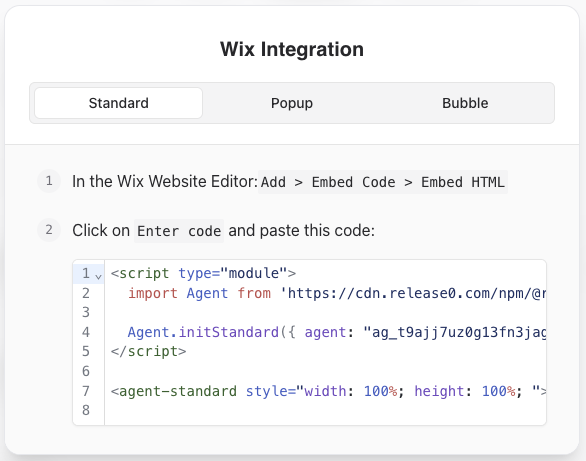 Wix Integration
Standard Popup Bubble
1 In the Wix Website Editor: Add > Embed Code > Embed HTML
2 Click on Enter code and paste this code:
1 <script type="module">
2 import Agent from 'https://cdn.release0.com/npm/@r
3
4 Agent.initStandard({ agent: "ag_t9ajj7uz0g13fn3jag
5 </script>
6
7 <agent-standard style="width: 100%; height: 100%; ">
8